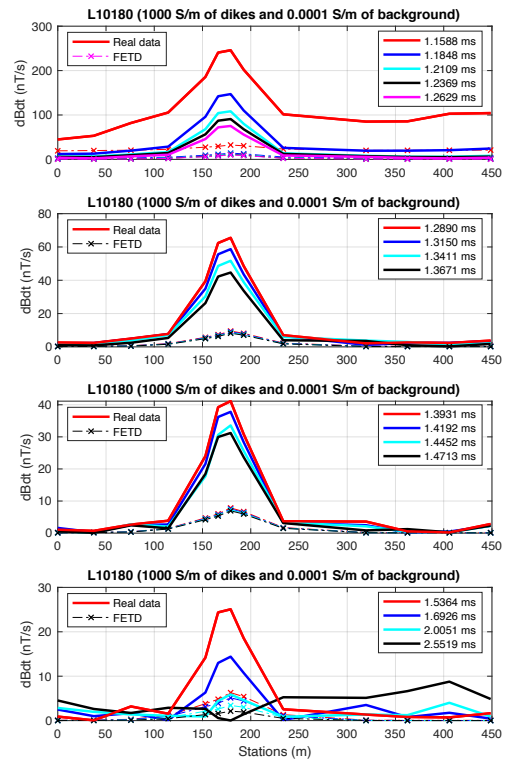 L10180 (1000 S/m of dikes and 0.0001 S/m of background)
300
200
100
0
dBdt (nT/s)
Real data
FETD
1.1588 ms
1.1848 ms
1.2109 ms
1.2369 ms
1.2629 ms
0 50 100 150 200 250 300 350 400 450
L10180 (1000 S/m of dikes and 0.0001 S/m of background)
80
60
40
20
0
dBdt (nT/s)
Real data
FETD
1.2890 ms
1.3150 ms
1.3411 ms
1.3671 ms
0 50 100 150 200 250 300 350 400 450
L10180 (1000 S/m of dikes and 0.0001 S/m of background)
40
30
20
10
0
dBdt (nT/s)
Real data
FETD
1.3931 ms
1.4192 ms
1.4452 ms
1.4713 ms
0 50 100 150 200 250 300 350 400 450
L10180 (1000 S/m of dikes and 0.0001 S/m of background)
30
20
10
0
dBdt (nT/s)
Real data
FETD
1.5364 ms
1.6926 ms
2.0051 ms
2.5519 ms
0 50 100 150 200 250 300 350 400 450
Stations (m)